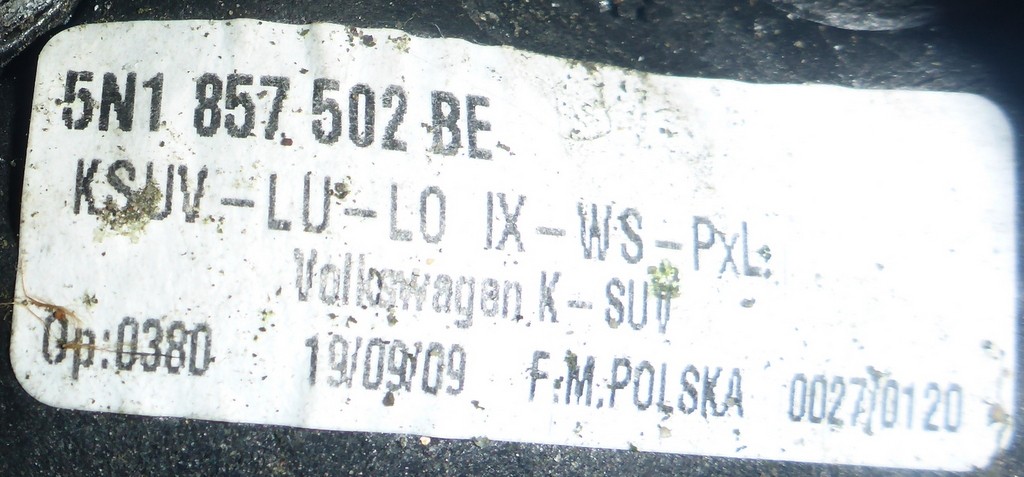 5N1 857 502 BE
KSUV-LU-LO IX-WS-PxL:
Volkswagen K-SUV
Op:0380 19/09/09 F.M.POLSKA 0027/0120